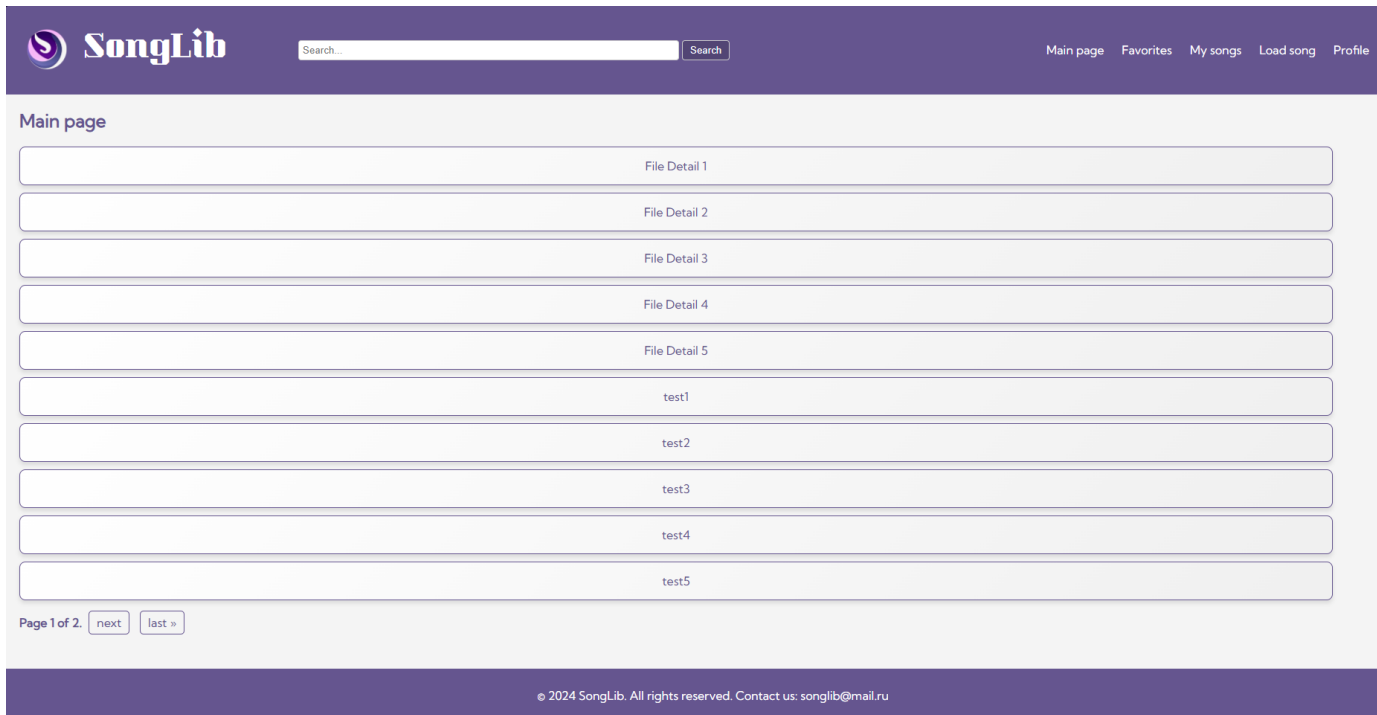 SongLib
Search...
Search
Main page Favorites My songs Load song Profile
Main page
File Detail 1
File Detail 2
File Detail 3
File Detail 4
File Detail 5
test1
test2
test3
test4
test5
Page 1 of 2. next last »
© 2024 SongLib. All rights reserved. Contact us: songlib@mail.ru